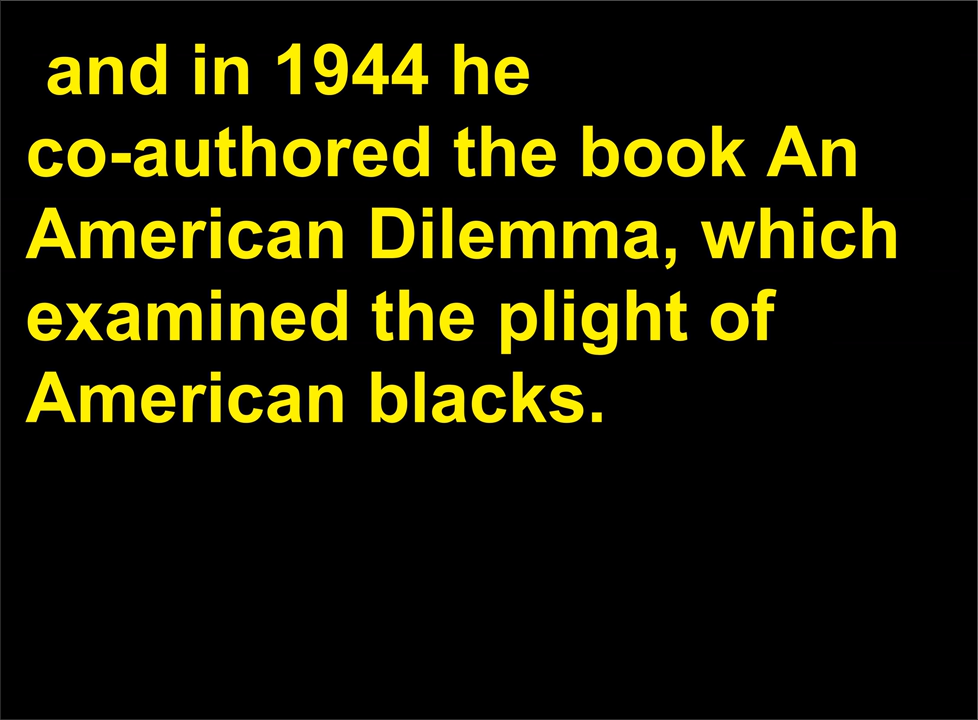 and in 1944 he
co-authored the book An
American Dilemma, which
examined the plight of
American blacks.